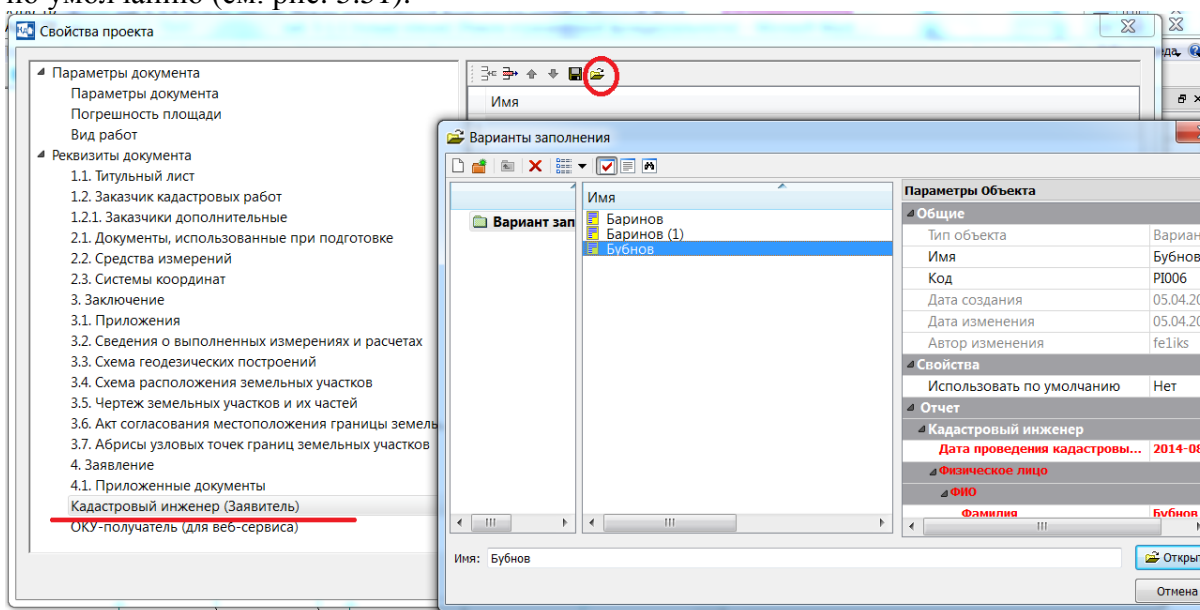 по умолчанию (см. рис. 5.51).
Свойства проекта
Параметры документа
Параметры документа
Погрешность площади
Вид работ
Реквизиты документа
1.1. Титульный лист
1.2. Заказчик кадастровых работ
1.2.1. Заказчики дополнительные
2.1. Документы, использованные при подготовке
2.2. Средства измерений
2.3. Системы координат
3. Заключение
3.1. Приложения
3.2. Сведения о выполненных измерениях и расчетах
3.3. Схема геодезических построений
3.4. Схема расположения земельных участков
3.5. Чертеж земельных участков и их частей
3.6. Акт согласования местоположения границы земель
3.7. Абрисы узловых точек границ земельных участков
4. Заявление
4.1. Приложенные документы
Кадастровый инженер (Заявитель)
ОКУ-получатель (для веб-сервиса)
Имя
Варианты заполнения
Вариант зап
Имя
Баринов
Баринов (1)
Бубнов
Параметры Объекта
Общие
Тип объекта Вариан
Имя Бубнов
Код PI006
Дата создания 05.04.20
Дата изменения 05.04.20
Автор изменения fe1iks
Свойства
Использовать по умолчанию Нет
Отчет
Кадастровый инженер
Дата проведения кадастровы... 2014-08
Физическое лицо
ФИО
Фамилия Бубнов
Имя: Бубнов
Открыт
Отмена